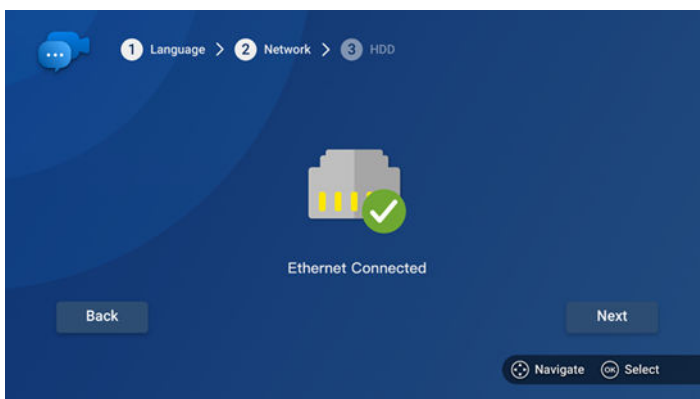 1 Language > 2 Network > 3 HDD
Ethernet Connected
Back
Next
Navigate OK Select